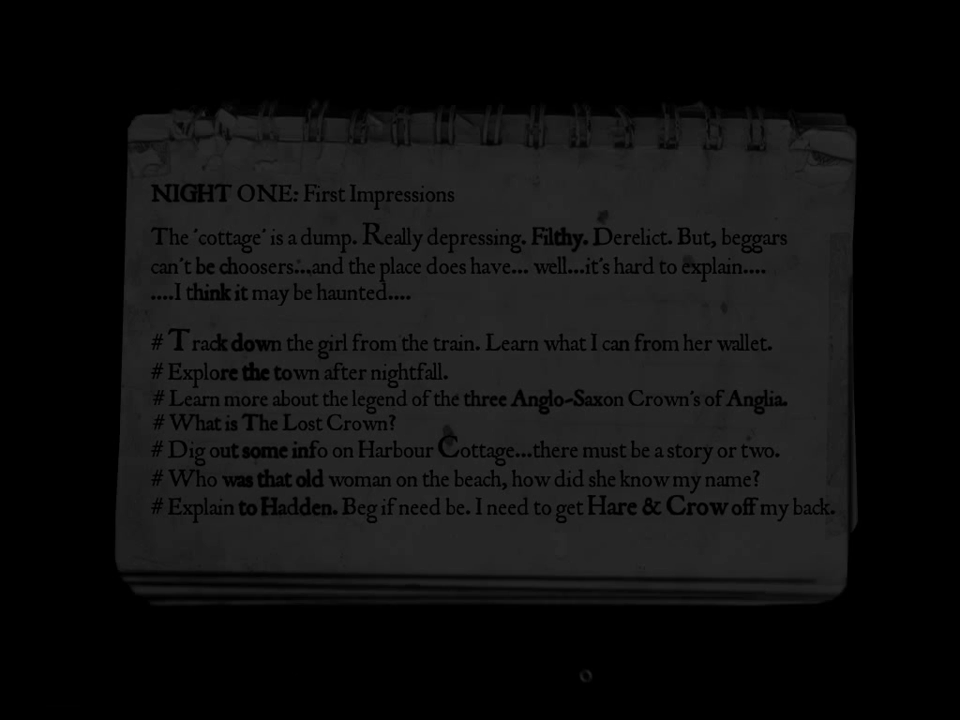 NIGHT ONE: First Impressions
The 'cottage' is a dump. Really depressing. Filthy. Derelict. But, beggars
can't be choosers...and the place does have... well...it's hard to explain....
....I think it may be haunted....
# Track down the girl from the train. Learn what I can from her wallet.
# Explore the town after nightfall.
# Learn more about the legend of the three Anglo-Saxon Crown's of Anglia.
# What is The Lost Crown?
# Dig out some info on Harbour Cottage...there must be a story or two.
# Who was that old woman on the beach, how did she know my name?
# Explain to Hadden. Beg if need be. I need to get Hare & Crow off my back.